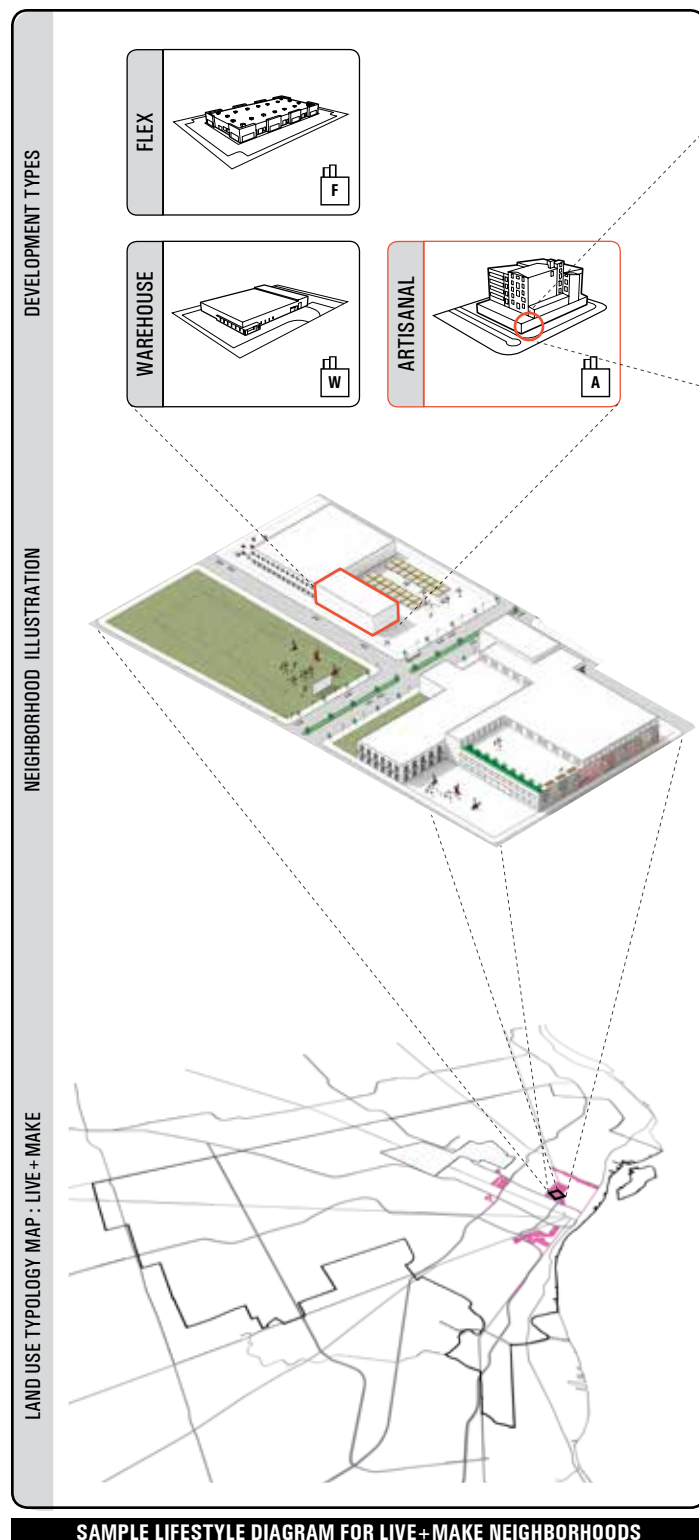 DEVELOPMENT TYPES
FLEX
F
WAREHOUSE
W
ARTISANAL
A
NEIGHBORHOOD ILLUSTRATION
LAND USE TYPOLOGY MAP : LIVE+MAKE
SAMPLE LIFESTYLE DIAGRAM FOR LIVE+MAKE NEIGHBORHOODS